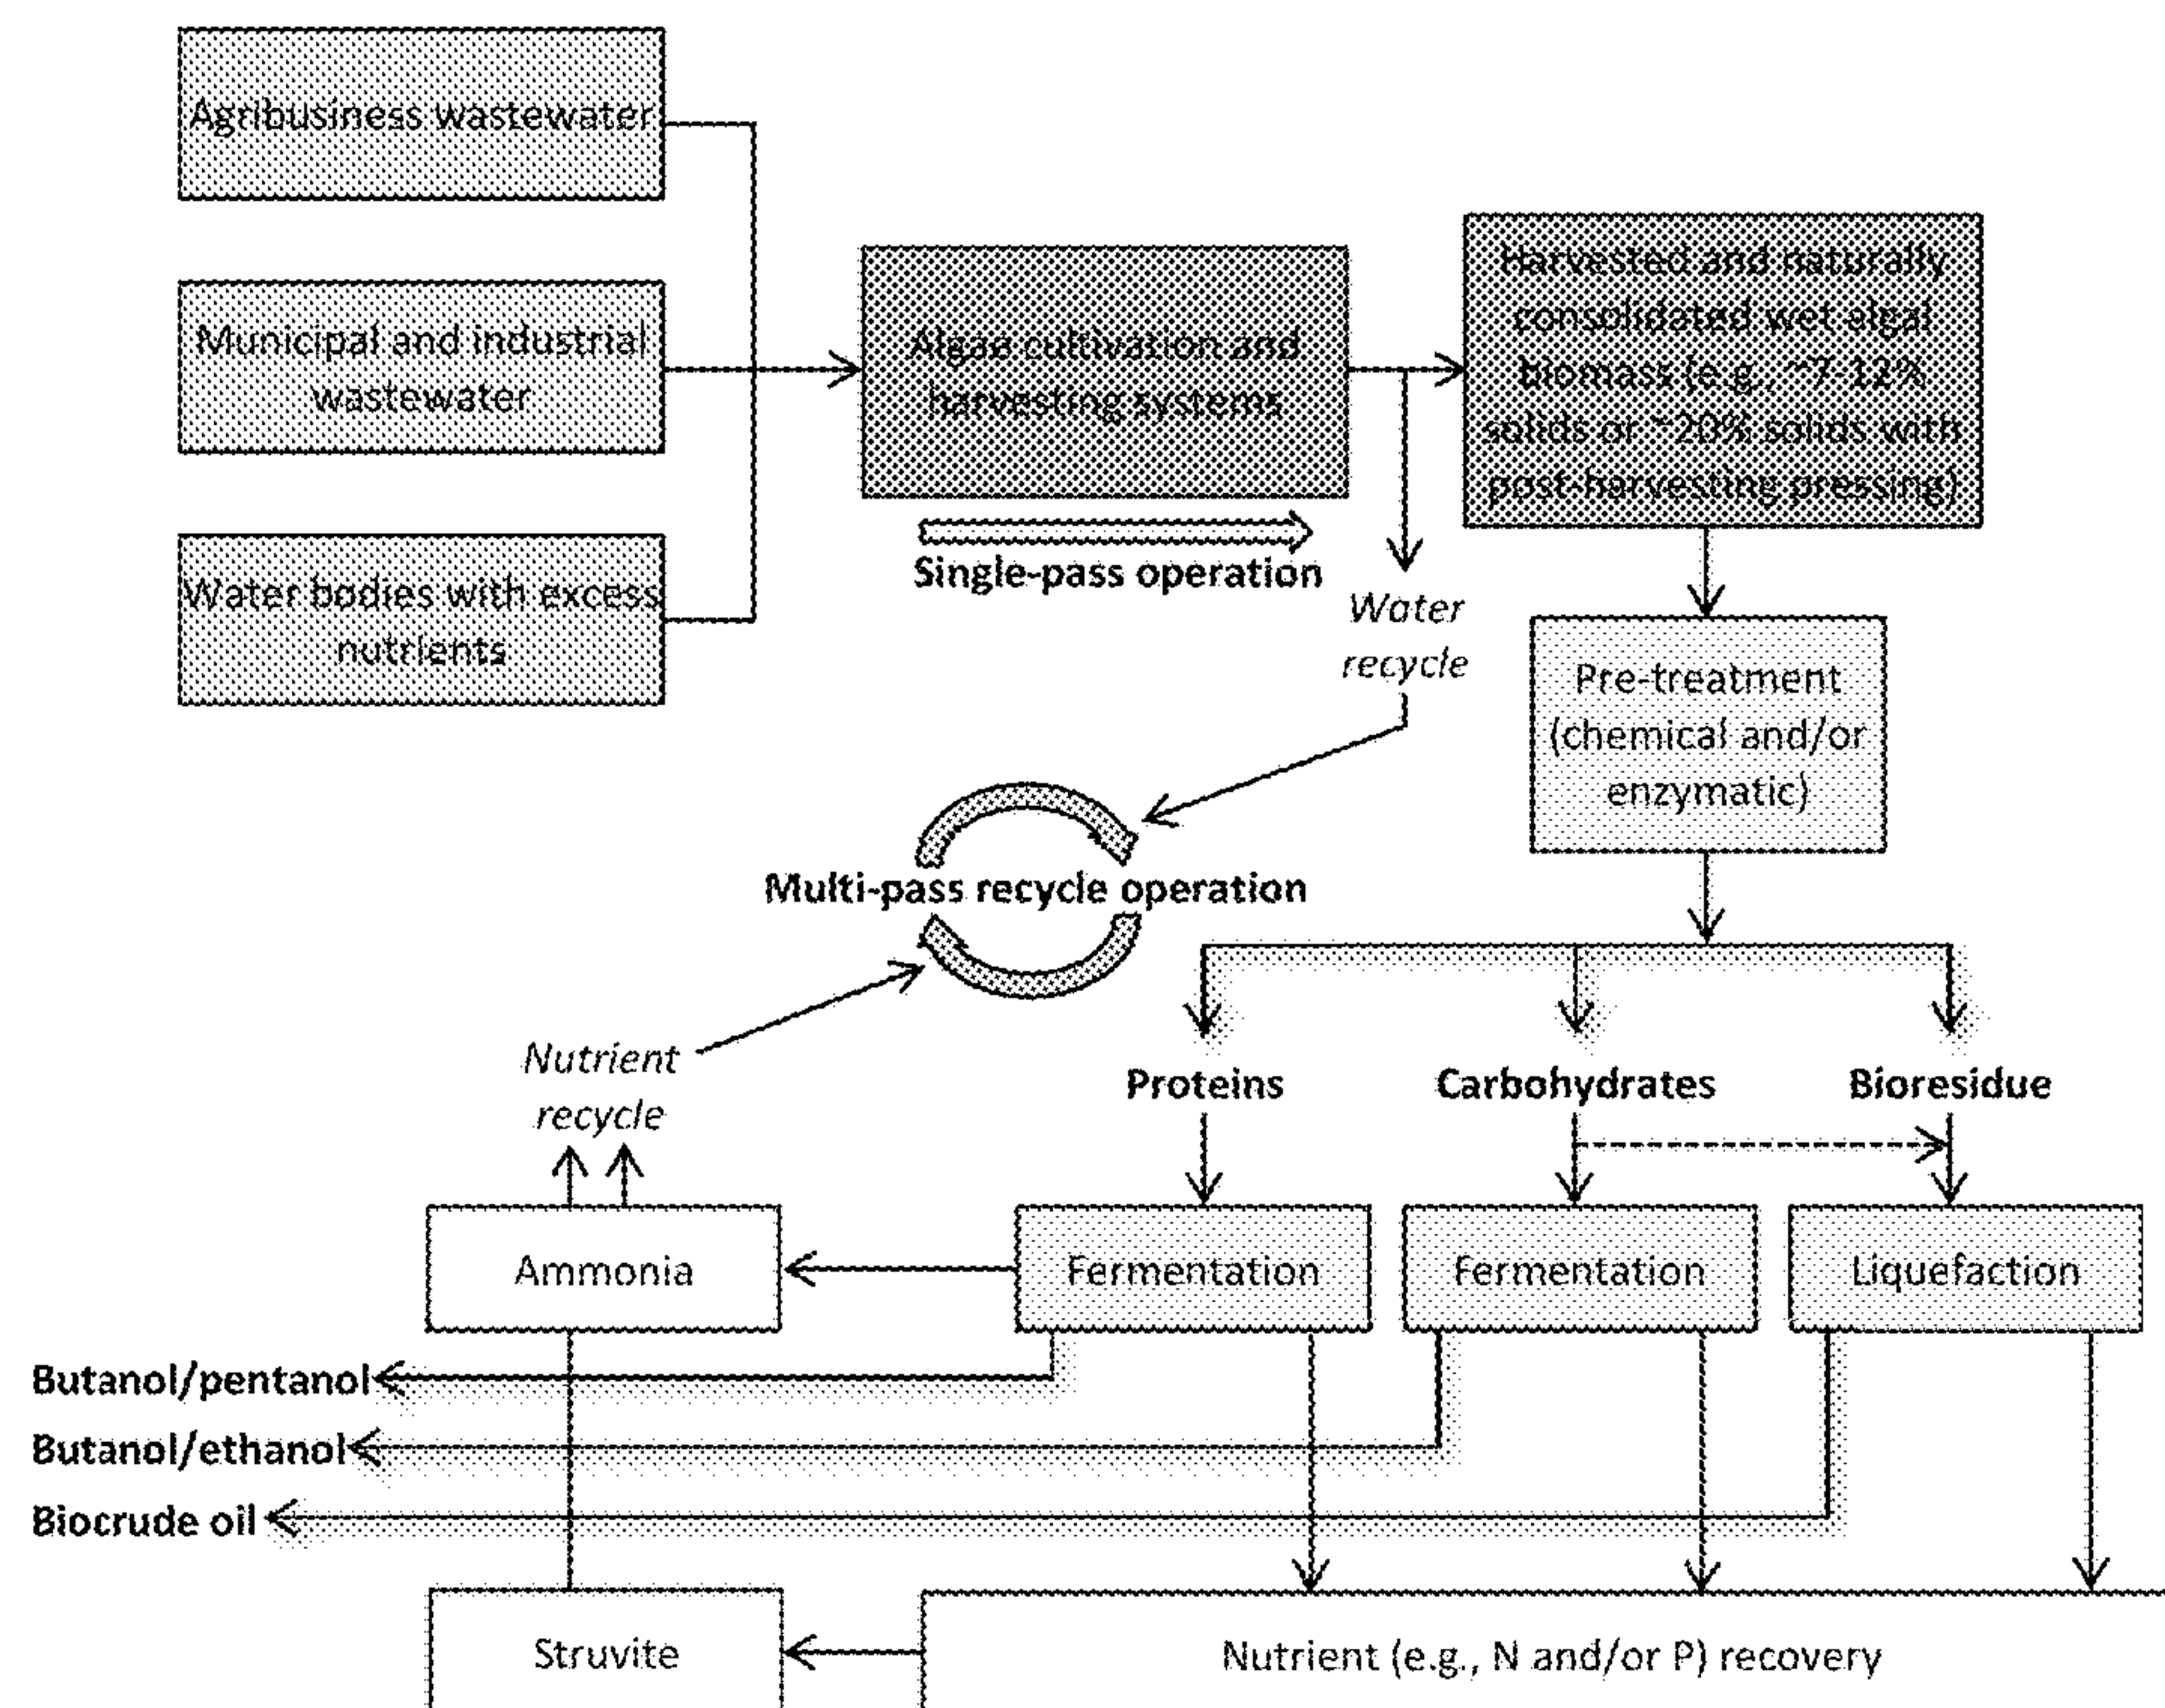 Agribusiness wastewater
Municipal and industrial
wastewater
Water bodies with excess
nutrients
Algae cultivation and
harvesting systems
Single-pass operation
Harvested and naturally
consolidated wet algal
biomass (e.g., ~7-12%
solids or ~20% solids with
post-harvesting pressing)
Water
recycle
Pre-treatment
(chemical and/or
enzymatic)
Multi-pass recycle operation
Nutrient
recycle
Proteins
Carbohydrates
Bioresidue
Ammonia
Fermentation
Fermentation
Liquefaction
Butanol/pentanol
Butanol/ethanol
Biocrude oil
Struvite
Nutrient (e.g., N and/or P) recovery